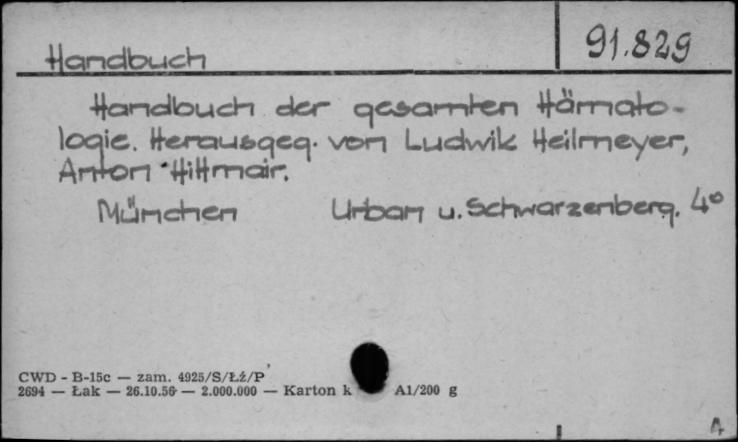 Handbuch
91.829
Handbuch der gesamten Hämato-
logie. Herausgeg. von Ludwik Heilmeyer,
Anton Hittmair.
München Urban u. Schwarzenberg. 4°
CWD - B-15c — zam. 4925/S/Łż/P
2694 — Łak — 26.10.56 — 2.000.000 — Karton k A1/200 g
A